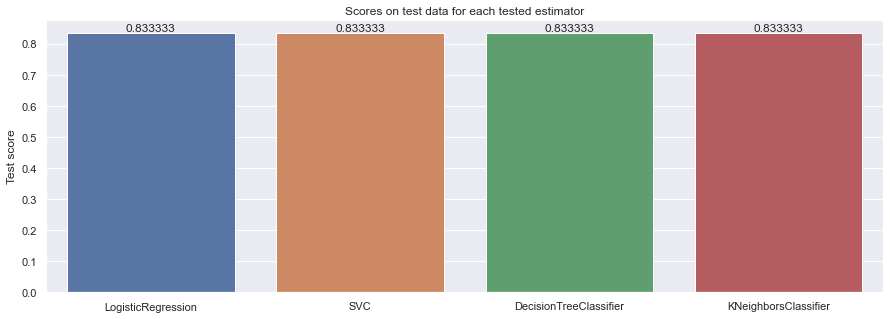 Scores on test data for each tested estimator
0.833333 0.833333 0.833333 0.833333
Test score
0.8
0.7
0.6
0.5
0.4
0.3
0.2
0.1
0.0
LogisticRegression SVC DecisionTreeClassifier KNeighborsClassifier